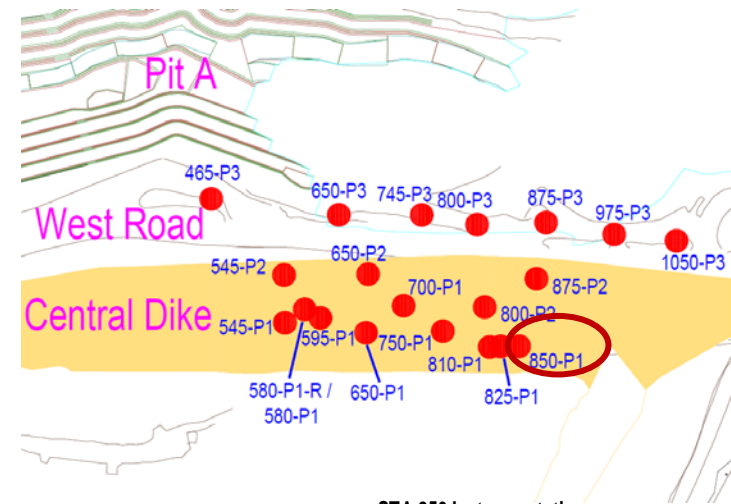 Pit A
465-P3
650-P3
745-P3
800-P3
875-P3
975-P3
1050-P3
West Road
545-P2
650-P2
875-P2
700-P1
800-P2
Central Dike
545-P1
595-P1
750-P1
810-P1
850-P1
580-P1-R /
580-P1
650-P1
825-P1